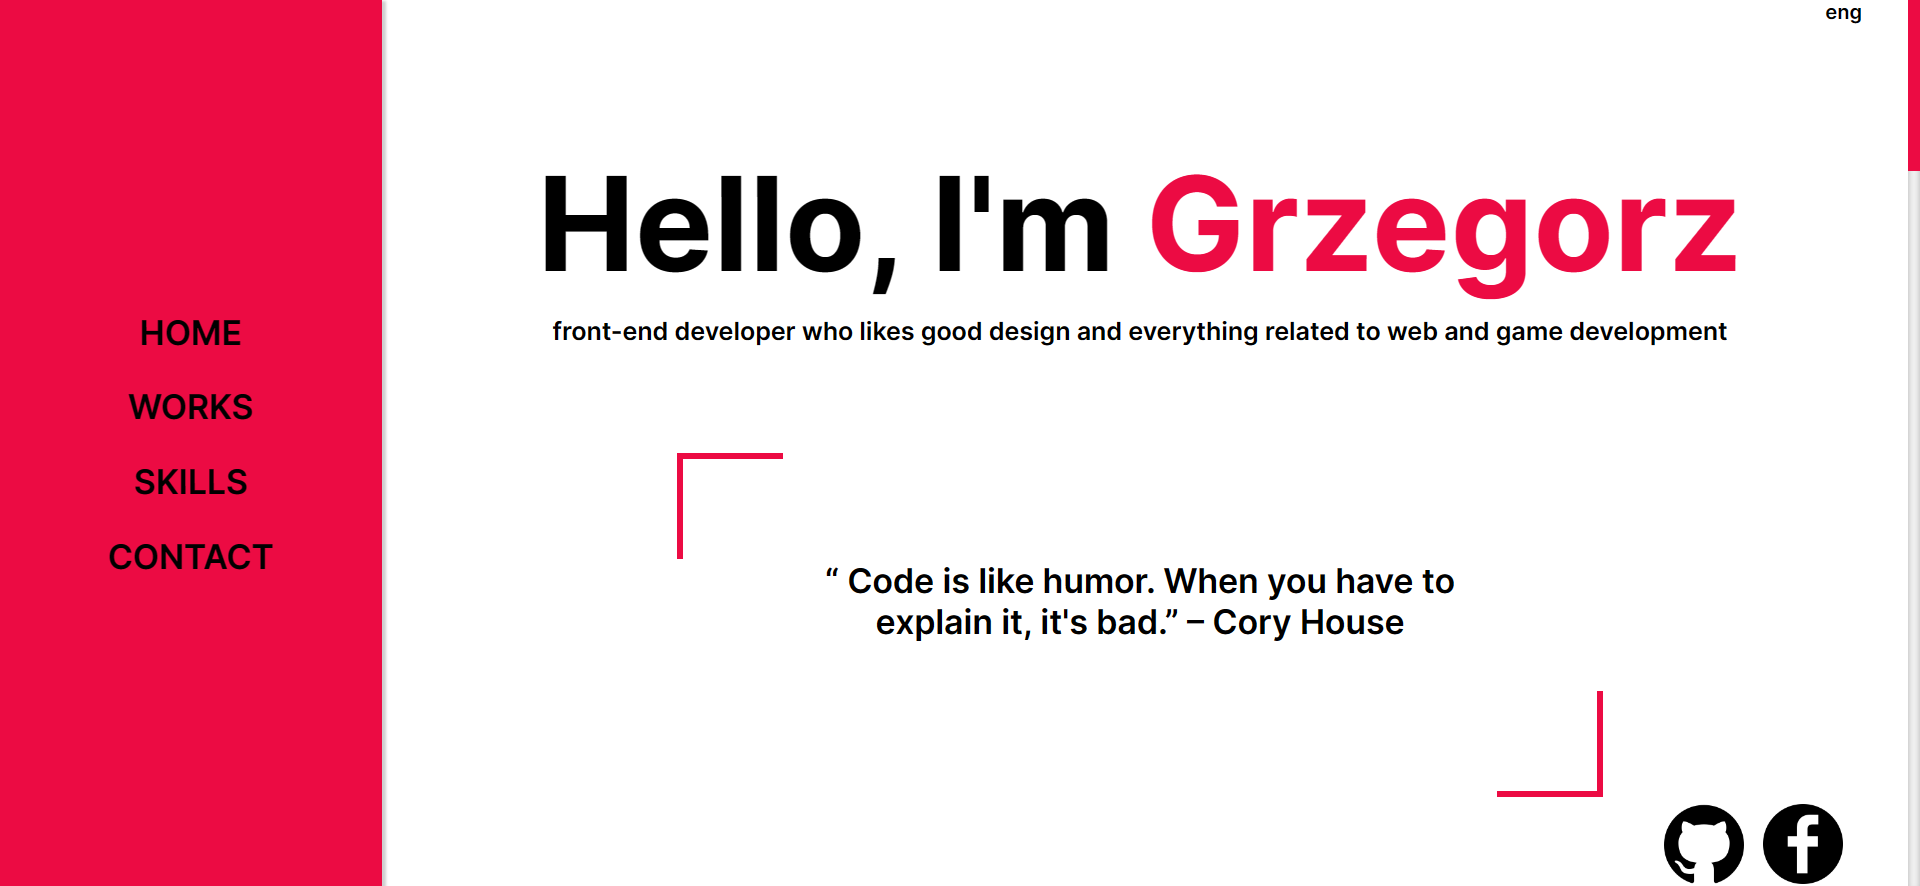 eng
HOME
WORKS
SKILLS
CONTACT
Hello, I'm Grzegorz
front-end developer who likes good design and everything related to web and game development
“ Code is like humor. When you have to
explain it, it's bad.” – Cory House